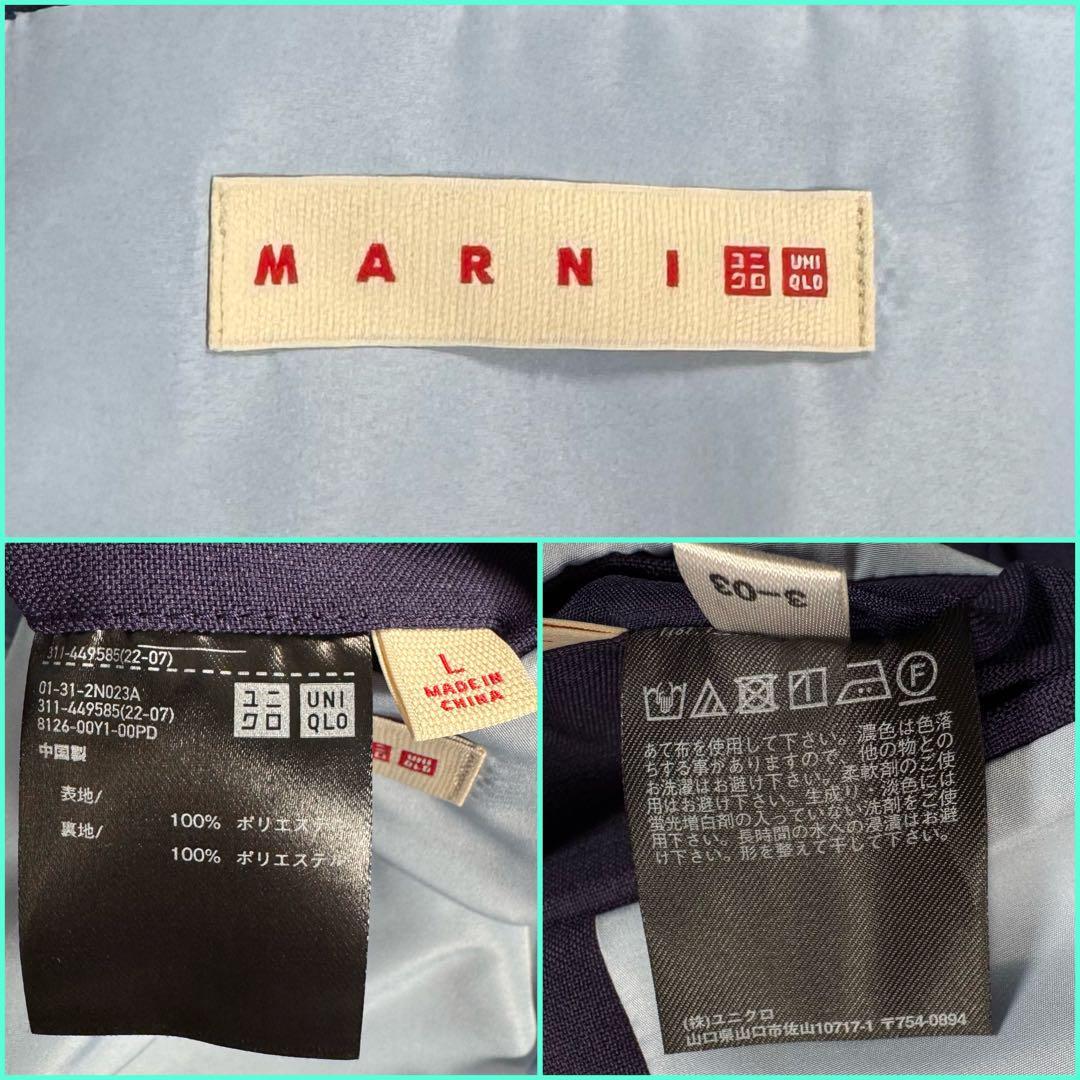 MARNI ユニクロ UNIQLO
311-449585(22-07)
01-31-2N023A
311-449585(22-07)
8126-00Y1-00PD
ユニクロ UNIQLO
中国製
表地/
100% ポリエステ
裏地/
100% ポリエステル
L
MADE IN
CHINA
UNIQLO
3-03
あて布を使用して下さい。濃色は色落
ちする事がありますので、他の物との
お洗濯はお避け下さい。柔軟剤のご使
用はお避け下さい。生成り・淡色には
蛍光増白剤の入っていない洗剤をご使
用下さい。長時間の水への浸漬はお避
け下さい。形を整えて干して下さい。
(株)ユニクロ
山口県山口市佐山10717-1 〒754-0894